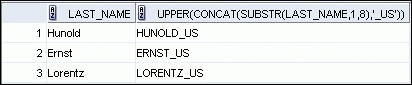 LAST_NAME UPPER(CONCAT(SUBSTR(LAST_NAME,1,8),'_US'))
1 Hunold HUNOLD_US
2 Ernst ERNST_US
3 Lorentz LORENTZ_US